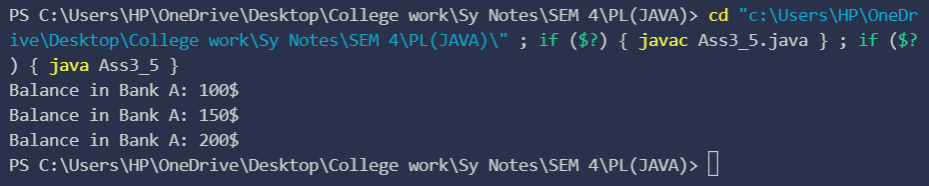 PS C:\Users\HP\OneDrive\Desktop\College work\Sy Notes\SEM 4\PL(JAVA)> cd "c:\Users\HP\OneDr
ive\Desktop\College work\Sy Notes\SEM 4\PL(JAVA)\" ; if ($?) { javac Ass3_5.java } ; if ($?
) { java Ass3_5 }
Balance in Bank A: 100$
Balance in Bank A: 150$
Balance in Bank A: 200$
PS C:\Users\HP\OneDrive\Desktop\College work\Sy Notes\SEM 4\PL(JAVA)>